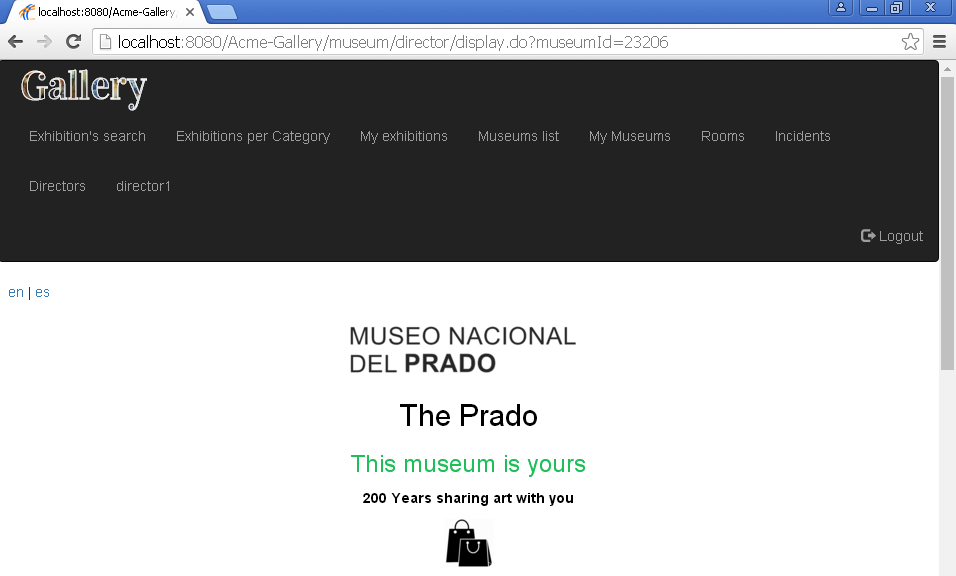 localhost:8080/Acme-Gallery
localhost:8080/Acme-Gallery/museum/director/display.do?museumId=23206
Gallery
Exhibition's search Exhibitions per Category My exhibitions Museums list My Museums Rooms Incidents
Directors director1
Logout
en | es
MUSEO NACIONAL
DEL PRADO
The Prado
This museum is yours
200 Years sharing art with you